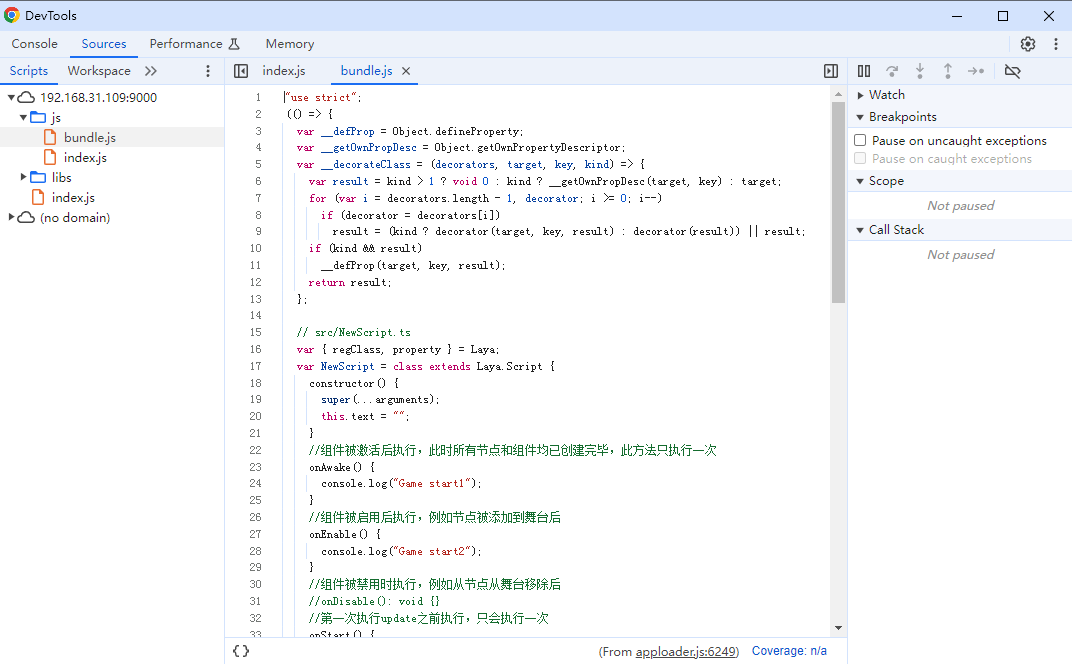 DevTools
Console Sources Performance Memory
Scripts Workspace index.js bundle.js
192.168.31.109:9000
js
bundle.js
index.js
libs
index.js
(no domain)
1 "use strict";
2 (() => {
3 var __defProp = Object.defineProperty;
4 var __getOwnPropDesc = Object.getOwnPropertyDescriptor;
5 var __decorateClass = (decorators, target, key, kind) => {
6 var result = kind > 1 ? void 0 : kind ? __getOwnPropDesc(target, key) : target;
7 for (var i = decorators.length - 1, decorator; i >= 0; i--)
8 if (decorator = decorators[i])
9 result = (kind ? decorator(target, key, result) : decorator(result)) || result;
10 if (kind && result)
11 __defProp(target, key, result);
12 return result;
13 };
14
15 // src/NewScript.ts
16 var { regClass, property } = Laya;
17 var NewScript = class extends Laya.Script {
18 constructor() {
19 super(...arguments);
20 this.text = "";
21 }
22 //组件被激活后执行，此时所有节点和组件均已创建完毕，此方法只执行一次
23 onAwake() {
24 console.log("Game start1");
25 }
26 //组件被启用后执行，例如节点被添加到舞台后
27 onEnable() {
28 console.log("Game start2");
29 }
30 //组件被禁用时执行，例如从节点从舞台移除后
31 //onDisable(): void {}
32 //第一次执行update之前执行，只会执行一次
33 onStart() {
{} (From apploader.js:6249) Coverage: n/a
Watch
Breakpoints
Pause on uncaught exceptions
Pause on caught exceptions
Scope
Not paused
Call Stack
Not paused